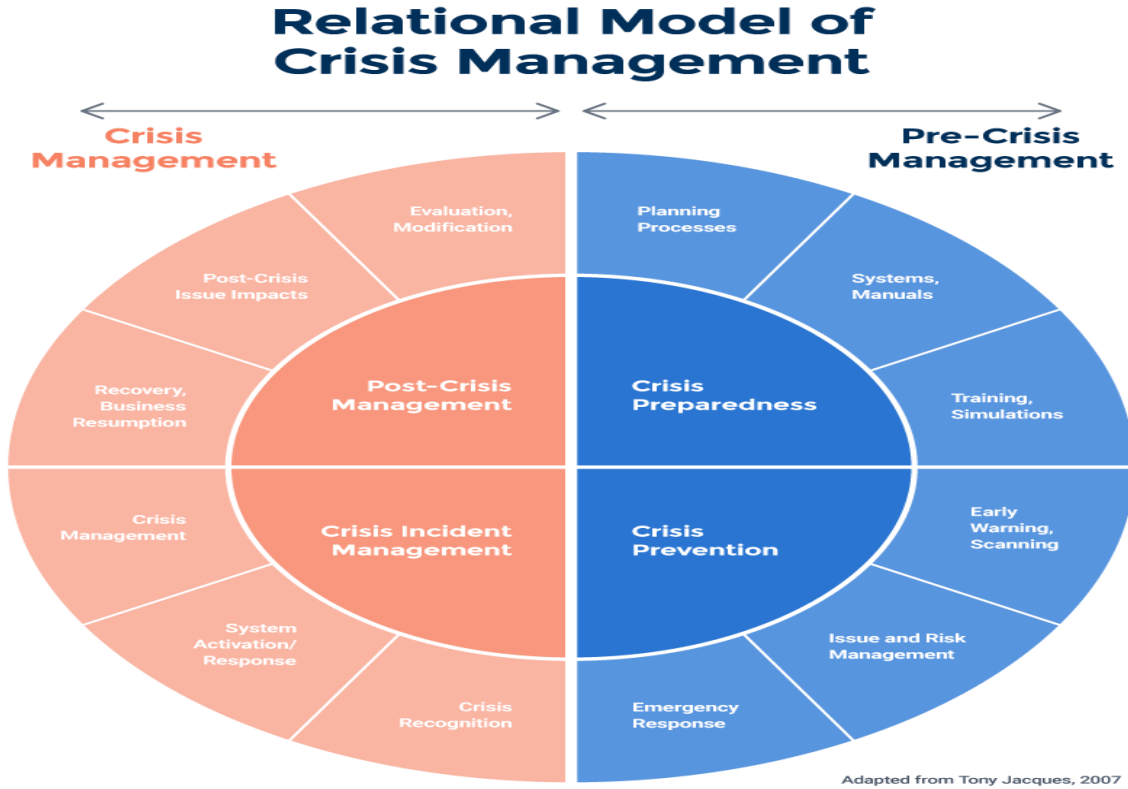 Relational Model of
Crisis Management
Crisis
Management
Pre-Crisis
Management
Evaluation,
Modification
Planning
Processes
Post-Crisis
Issue Impacts
Systems,
Manuals
Recovery,
Business
Resumption
Post-Crisis
Management
Crisis
Preparedness
Training,
Simulations
Crisis
Management
Crisis Incident
Management
Crisis
Prevention
Early
Warning,
Scanning
System
Activation/
Response
Issue and Risk
Management
Crisis
Recognition
Emergency
Response
Adapted from Tony Jacques, 2007